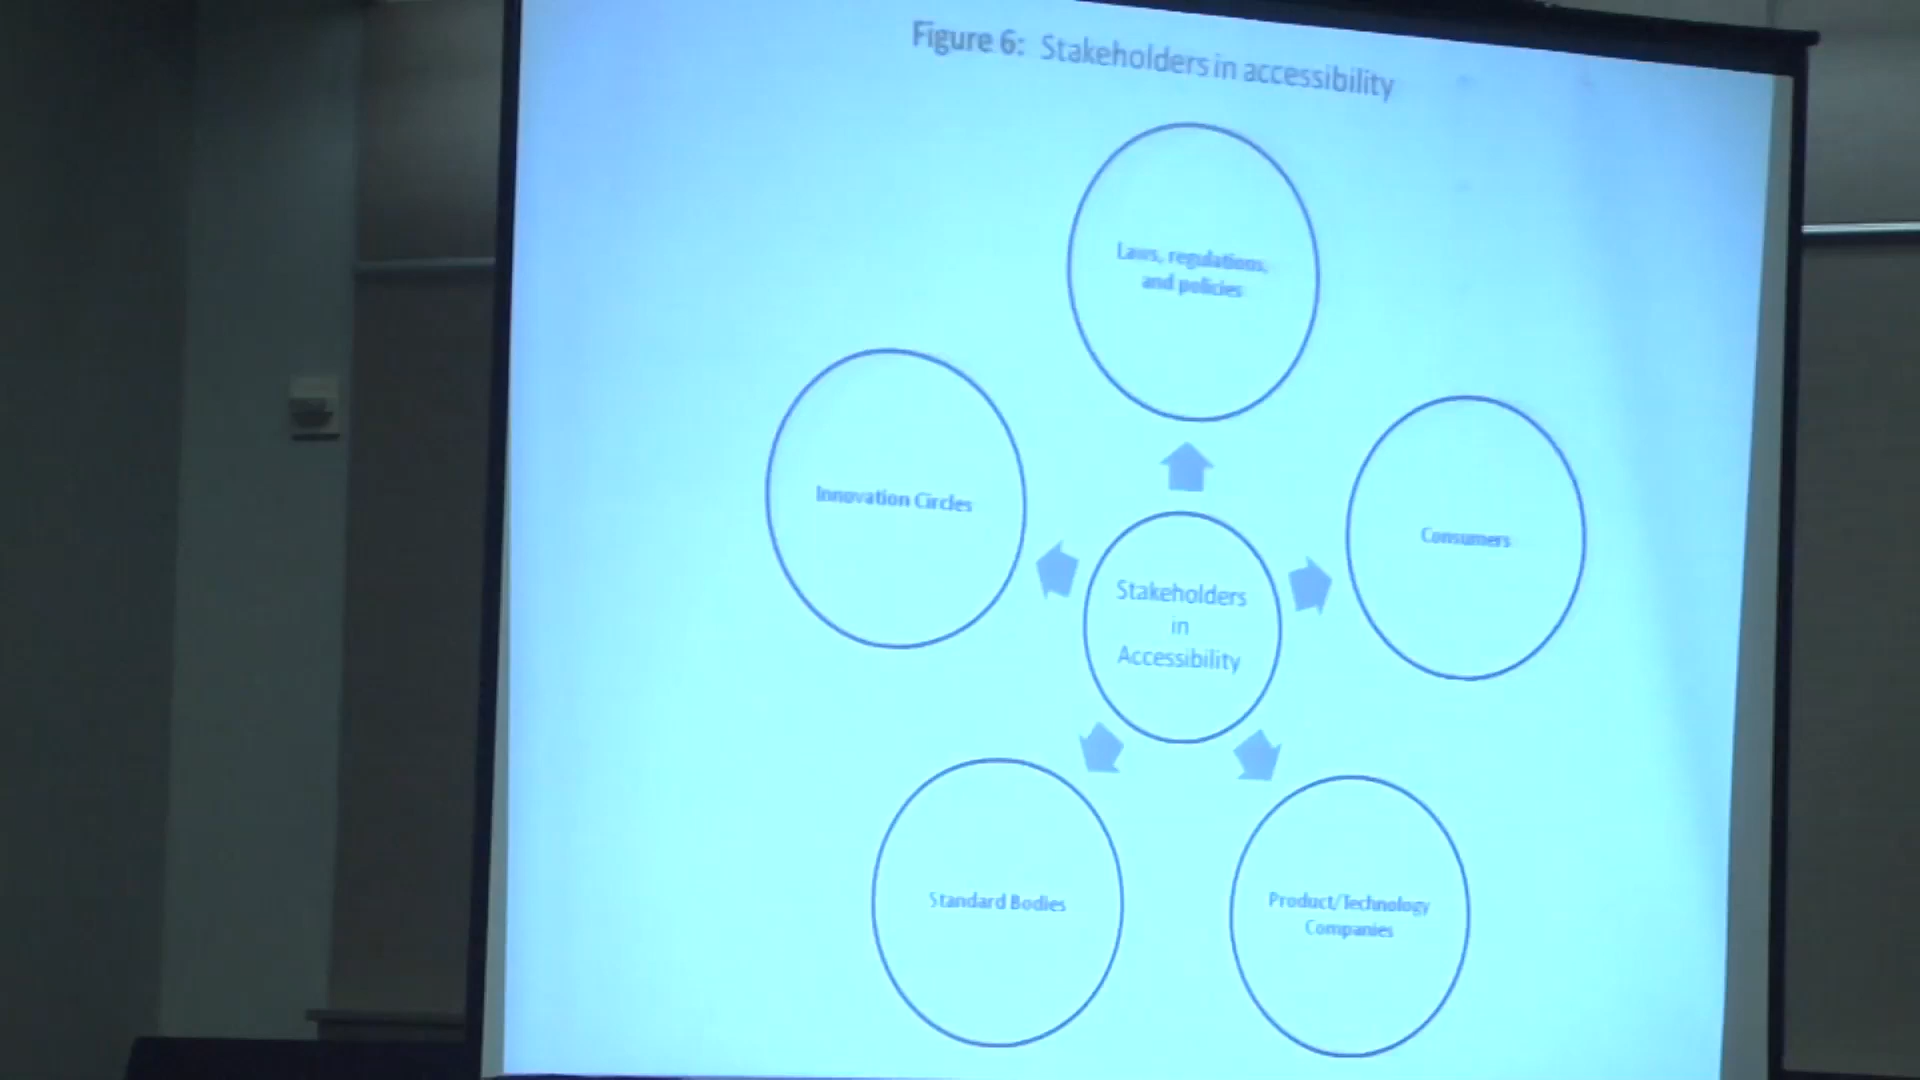 Figure 6: Stakeholders in accessibility
Laws, regulations,
and policies
Innovation Circles
Consumers
Stakeholders
in
Accessibility
Standard Bodies
Product/Technology
Companies